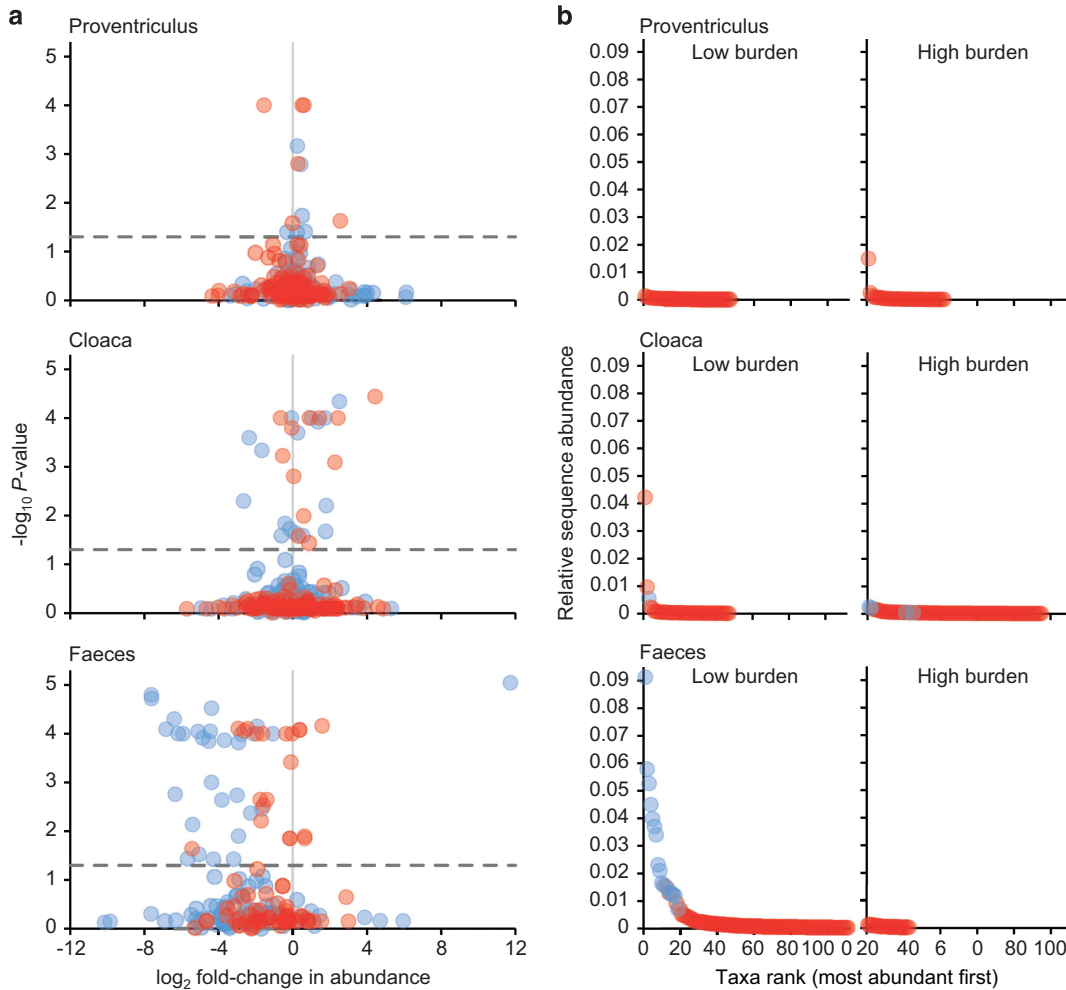 a
Proventriculus
5
4
3
2
1
0
Cloaca
5
4
3
2
1
0
-log10 P-value
Faeces
5
4
3
2
1
0
-12 -8 -4 0 4 8 12
log2 fold-change in abundance
b
Proventriculus
Low burden High burden
0.09
0.08
0.07
0.06
0.05
0.04
0.03
0.02
0.01
0
Cloaca
Low burden High burden
0.09
0.08
0.07
0.06
0.05
0.04
0.03
0.02
0.01
0
Relative sequence abundance
Faeces
Low burden High burden
0.09
0.08
0.07
0.06
0.05
0.04
0.03
0.02
0.01
0
0 20 40 60 80 100 120 40 0 20 60 80 100
Taxa rank (most abundant first)